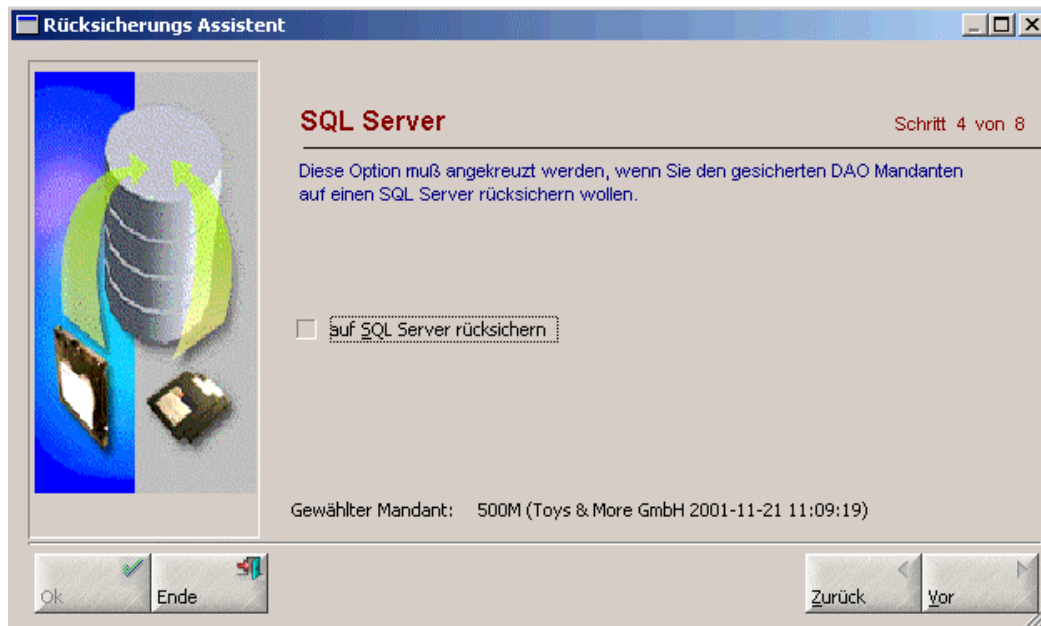 Rücksicherungs Assistent
SQL Server
Schritt 4 von 8
Diese Option muß angekreuzt werden, wenn Sie den gesicherten DAO Mandanten
auf einen SQL Server rücksichern wollen.
auf SQL Server rücksichern
Gewählter Mandant: 500M (Toys & More GmbH 2001-11-21 11:09:19)
Ok
Ende
Zurück
Vor